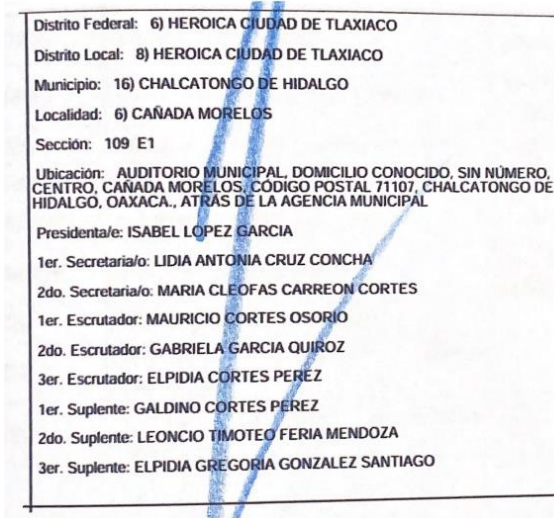 Distrito Federal: 6) HEROICA CIUDAD DE TLAXIACO
Distrito Local: 8) HEROICA CIUDAD DE TLAXIACO
Municipio: 16) CHALCATONGO DE HIDALGO
Localidad: 6) CAÑADA MORELOS
Sección: 109 E1
Ubicación: AUDITORIO MUNICIPAL, DOMICILIO CONOCIDO, SIN NÚMERO,
CENTRO, CAÑADA MORELOS, CÓDIGO POSTAL 71107, CHALCATONGO DE
HIDALGO, OAXACA., ATRÁS DE LA AGENCIA MUNICIPAL
Presidenta/e: ISABEL LOPEZ GARCIA
1er. Secretaria/o: LIDIA ANTONIA CRUZ CONCHA
2do. Secretaria/o: MARIA CLEOFAS CARREON CORTES
1er. Escrutador: MAURICIO CORTES OSORIO
2do. Escrutador: GABRIELA GARCIA QUIROZ
3er. Escrutador: ELPIDIA CORTES PEREZ
1er. Suplente: GALDINO CORTES PEREZ
2do. Suplente: LEONCIO TIMOTEO FERIA MENDOZA
3er. Suplente: ELPIDIA GREGORIA GONZALEZ SANTIAGO